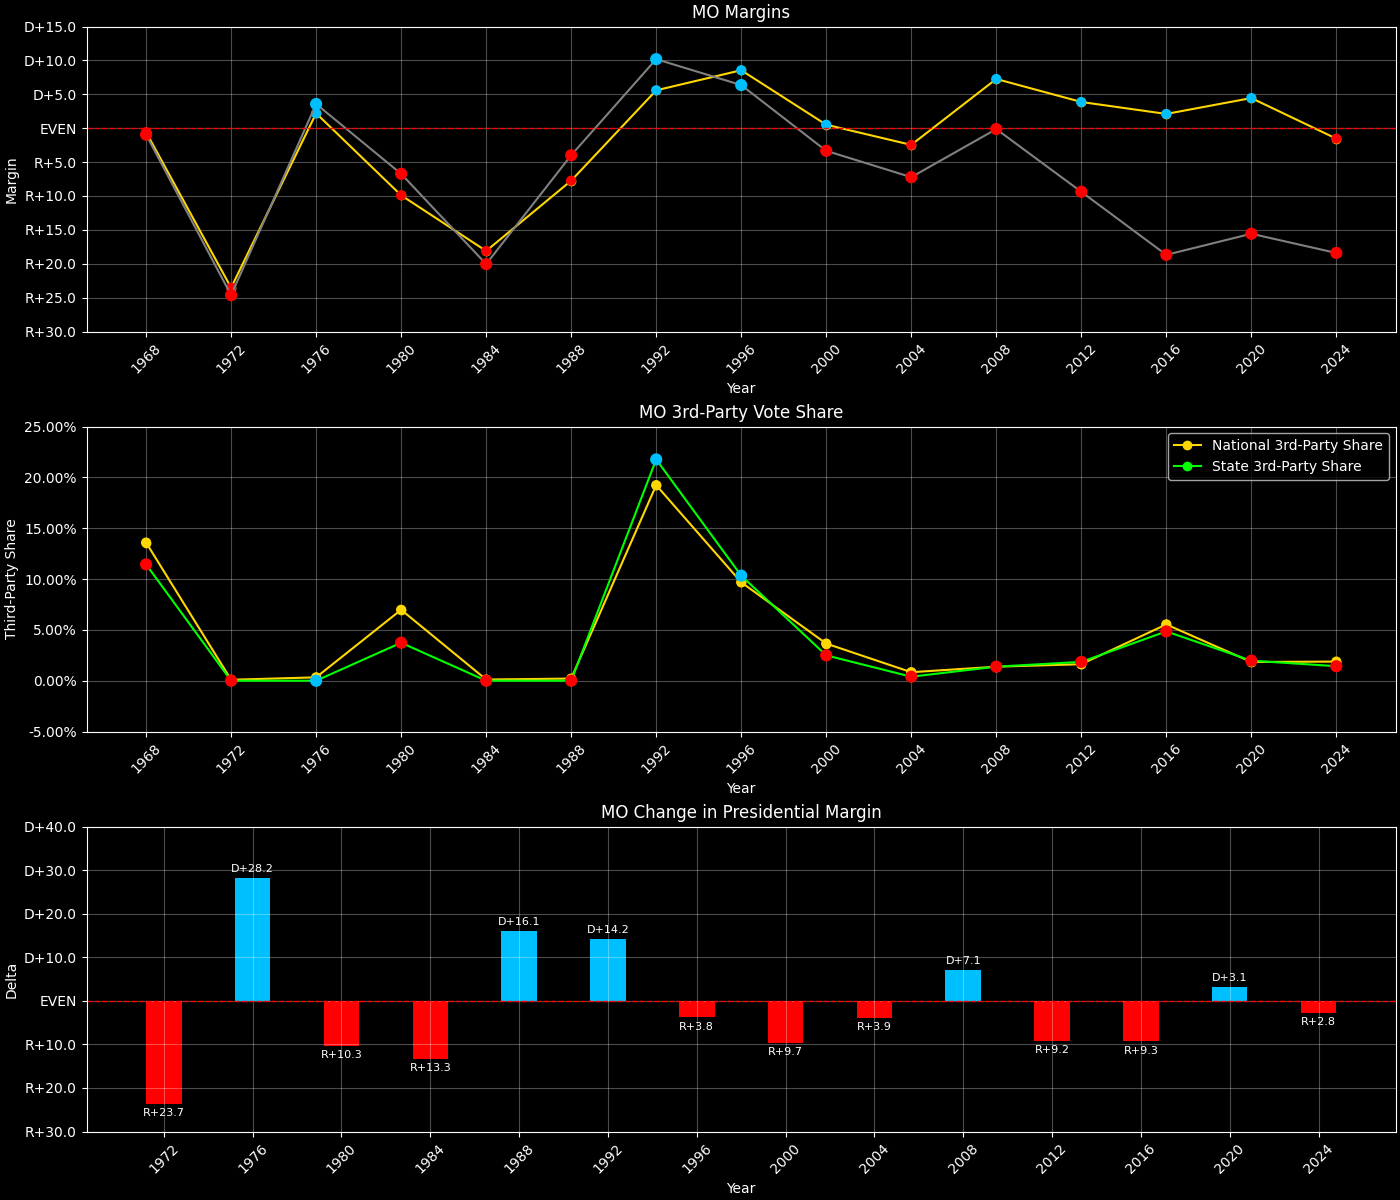 MO Margins
D+15.0
D+10.0
D+5.0
EVEN
R+5.0
R+10.0
R+15.0
R+20.0
R+25.0
R+30.0
Margin
1968 1972 1976 1980 1984 1988 1992 1996 2000 2004 2008 2012 2016 2020 2024
Year
MO 3rd-Party Vote Share
25.00%
20.00%
15.00%
10.00%
5.00%
0.00%
-5.00%
Third-Party Share
National 3rd-Party Share
State 3rd-Party Share
1968 1972 1976 1980 1984 1988 1992 1996 2000 2004 2008 2012 2016 2020 2024
Year
MO Change in Presidential Margin
D+40.0
D+30.0
D+20.0
D+10.0
EVEN
R+10.0
R+20.0
R+30.0
Delta
R+23.7
D+28.2
R+10.3
R+13.3
D+16.1
D+14.2
R+3.8
R+9.7
R+3.9
D+7.1
R+9.2
R+9.3
D+3.1
R+2.8
1972 1976 1980 1984 1988 1992 1996 2000 2004 2008 2012 2016 2020 2024
Year